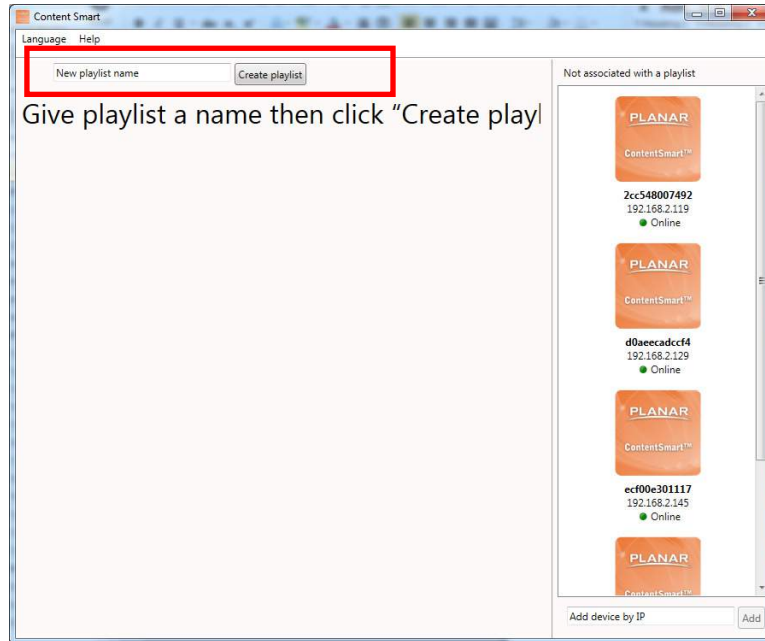 Content Smart
Language Help
New playlist name
Create playlist
Give playlist a name then click “Create playl
Not associated with a playlist
PLANAR
ContentSmart™
2cc548007492
192.168.2.119
Online
PLANAR
ContentSmart™
d0aeecadccf4
192.168.2.129
Online
PLANAR
ContentSmart™
ecf00e301117
192.168.2.145
Online
PLANAR
ContentSmart™
Add device by IP
Add